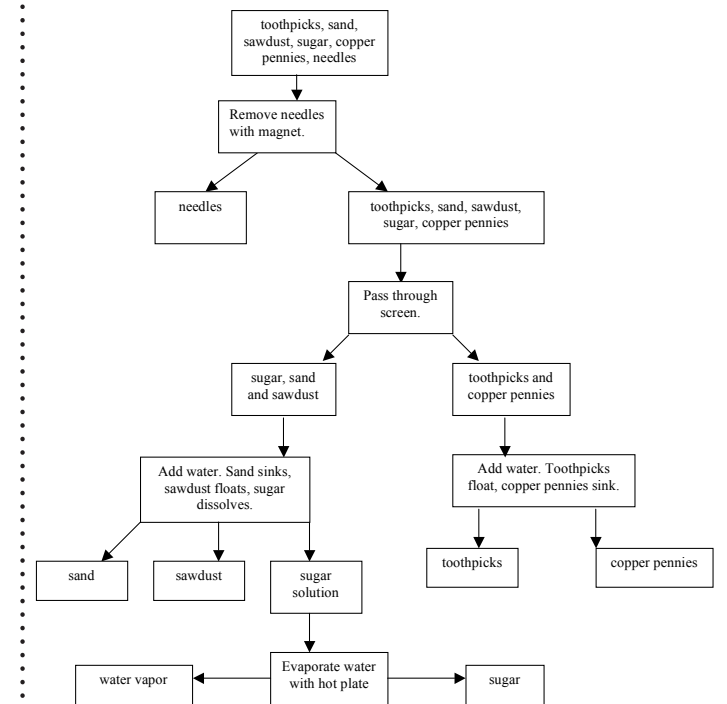 toothpicks, sand,
sawdust, sugar, copper
pennies, needles
Remove needles
with magnet.
needles
toothpicks, sand, sawdust,
sugar, copper pennies
Pass through
screen.
sugar, sand
and sawdust
toothpicks and
copper pennies
Add water. Sand sinks,
sawdust floats, sugar
dissolves.
Add water. Toothpicks
float, copper pennies sink.
sand
sawdust
sugar
solution
toothpicks
copper pennies
water vapor
Evaporate water
with hot plate
sugar